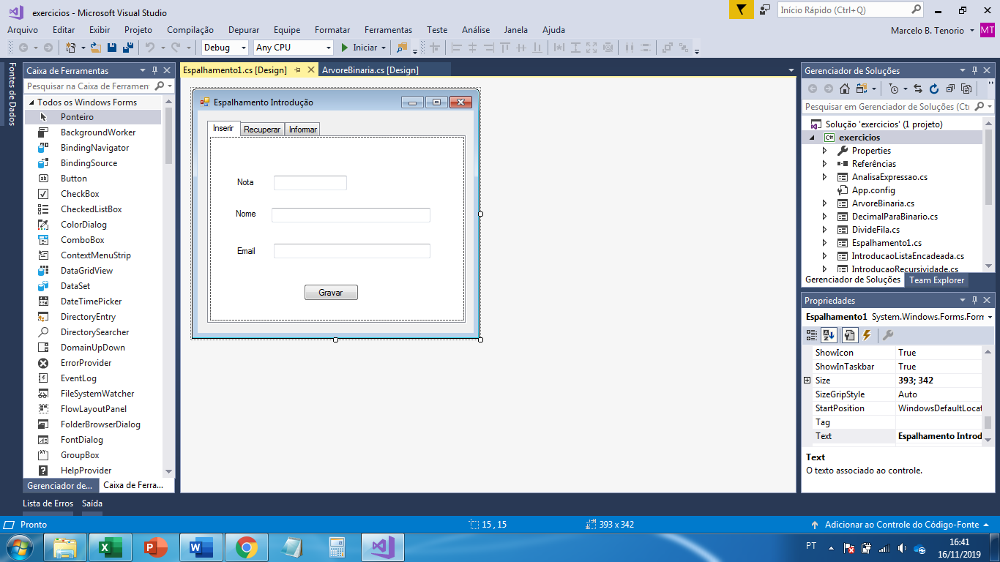 exercicios - Microsoft Visual Studio
Início Rápido (Ctrl+Q)
Arquivo Editar Exibir Projeto Compilação Depurar Equipe Formatar Ferramentas Teste Análise Janela Ajuda
Marcelo B. Tenorio MT
Debug Any CPU Iniciar
Fontes de Dados
Caixa de Ferramentas
Pesquisar na Caixa de Ferramen
Todos os Windows Forms
Ponteiro
BackgroundWorker
BindingNavigator
BindingSource
Button
CheckBox
CheckedListBox
ColorDialog
ComboBox
ContextMenuStrip
DataGridView
DataSet
DateTimePicker
DirectoryEntry
DirectorySearcher
DomainUpDown
ErrorProvider
EventLog
FileSystemWatcher
FlowLayoutPanel
FolderBrowserDialog
FontDialog
GroupBox
HelpProvider
Gerenciador de... Caixa de Ferra...
Espalhamento1.cs [Design] ArvoreBinaria.cs [Design]
Espalhamento Introdução
Inserir Recuperar Informar
Nota
Nome
Email
Gravar
Gerenciador de Soluções
Pesquisar em Gerenciador de Soluções (Ctr
Solução 'exercicios' (1 projeto)
C# exercicios
Properties
Referências
AnalisaExpressao.cs
App.config
ArvoreBinaria.cs
DecimalParaBinario.cs
DivideFila.cs
Espalhamento1.cs
IntroducaoListaEncadeada.cs
IntroducaoRecursividade.cs
Gerenciador de Soluções Team Explorer
Propriedades
Espalhamento1 System.Windows.Forms.Form
ShowIcon True
ShowInTaskbar True
Size 393; 342
SizeGripStyle Auto
StartPosition WindowsDefaultLocat
Tag
Text Espalhamento Introd
Text
O texto associado ao controle.
Lista de Erros Saída
Pronto 15 , 15 393 x 342 Adicionar ao Controle do Código-Fonte
PT 16:41
16/11/2019